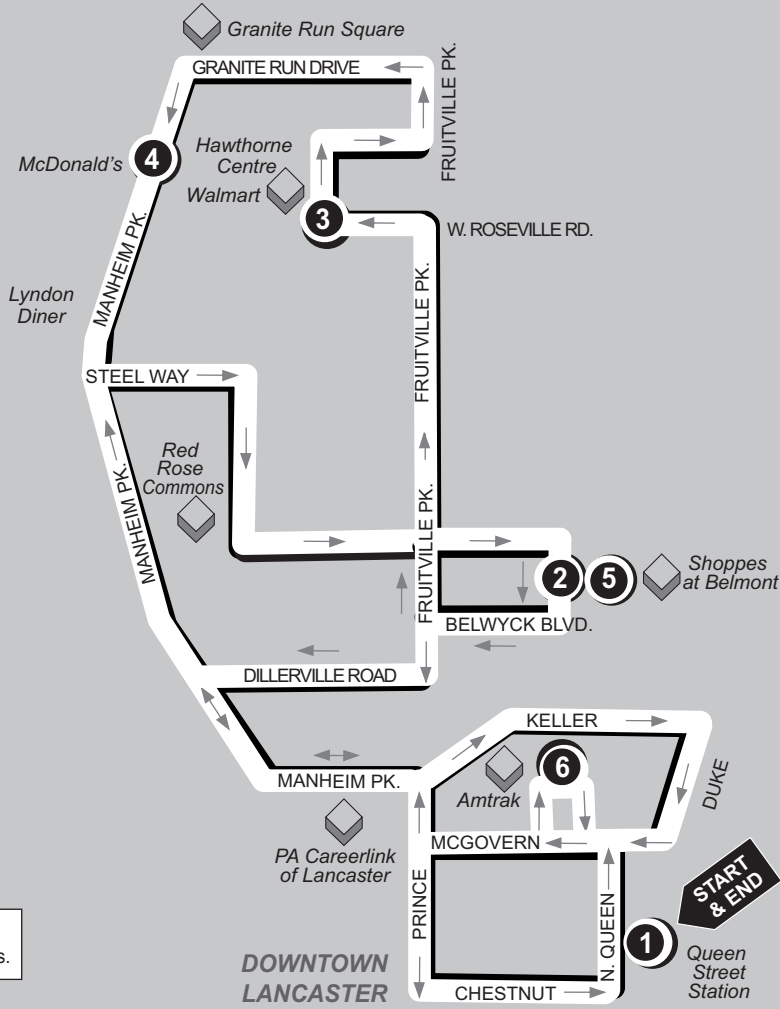 Granite Run Square
GRANITE RUN DRIVE
FRUITVILLE PK.
Hawthorne
Centre
Walmart
McDonald's
4
3
W. ROSEVILLE RD.
MANHEIM PK.
Lyndon
Diner
FRUITVILLE PK.
STEEL WAY
Red
Rose
Commons
MANHEIM PK.
FRUITVILLE PK.
2
5
Shoppes
at Belmont
BELWYCK BLVD.
DILLERVILLE ROAD
KELLER
MANHEIM PK.
6
Amtrak
DUKE
PA Careerlink
of Lancaster
MCGOVERN
START
& END
PRINCE
N. QUEEN
1
Queen
Street
Station
s.
DOWNTOWN
LANCASTER
CHESTNUT